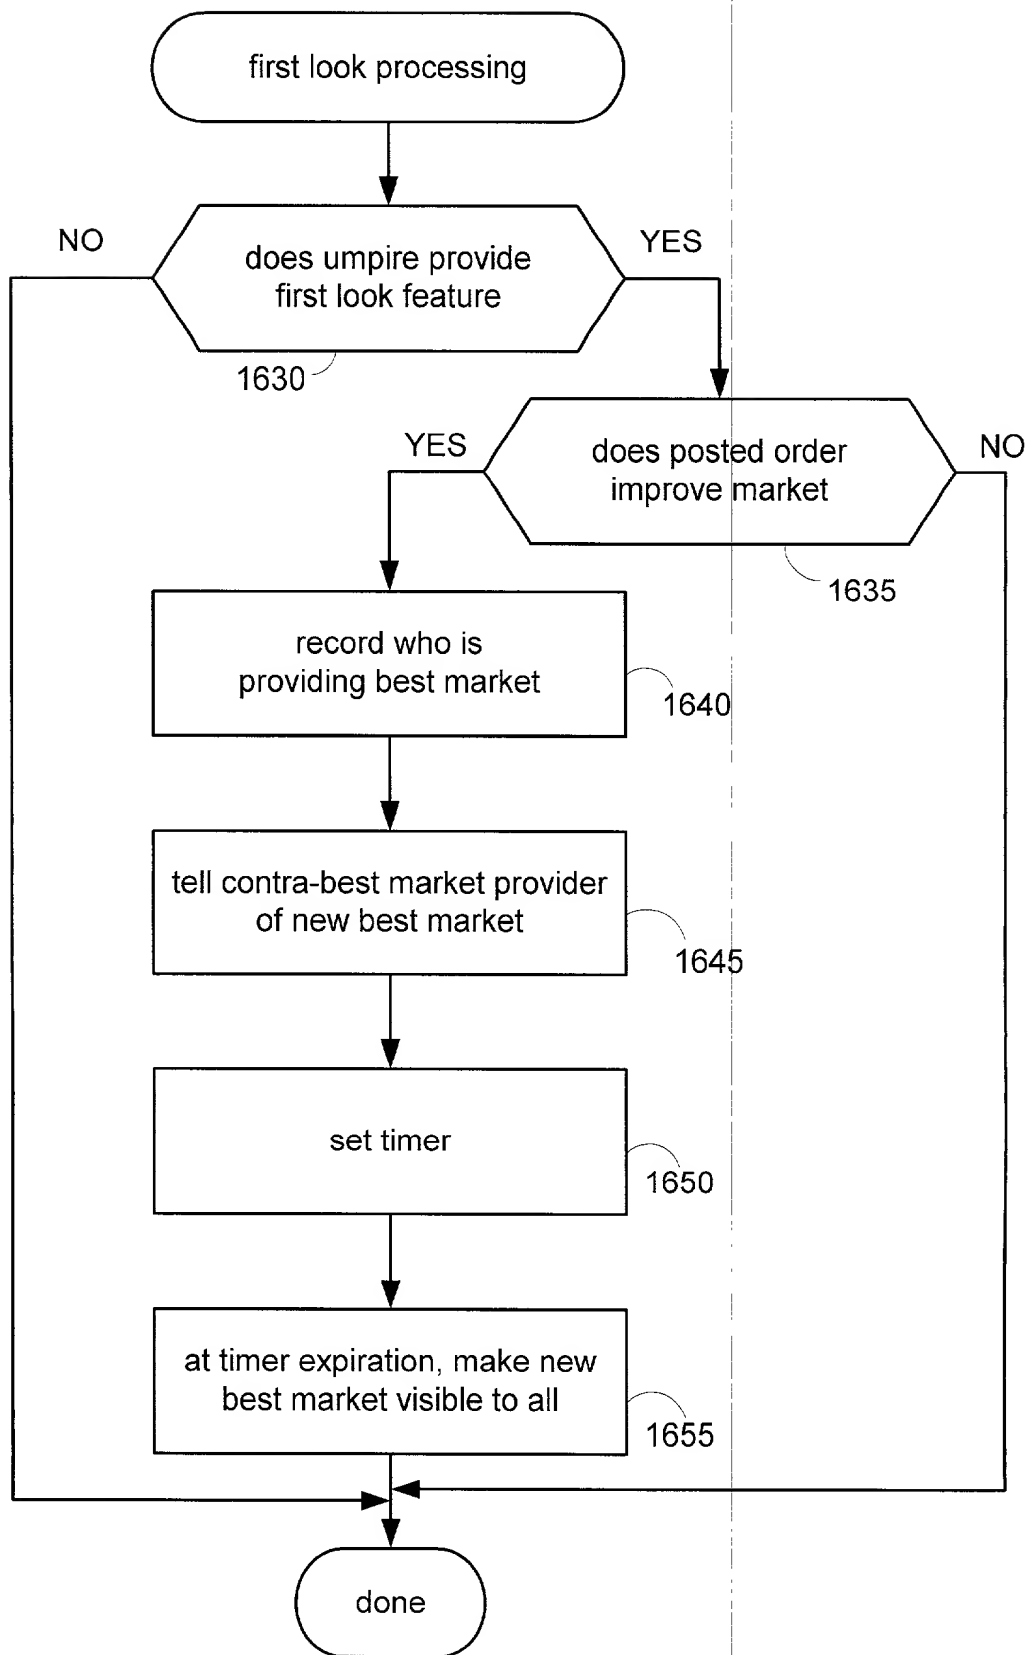 first look processing
NO
YES
does umpire provide
first look feature
1630
YES
NO
does posted order
improve market
1635
record who is
providing best market
1640
tell contra-best market provider
of new best market
1645
set timer
1650
at timer expiration, make new
best market visible to all
1655
done